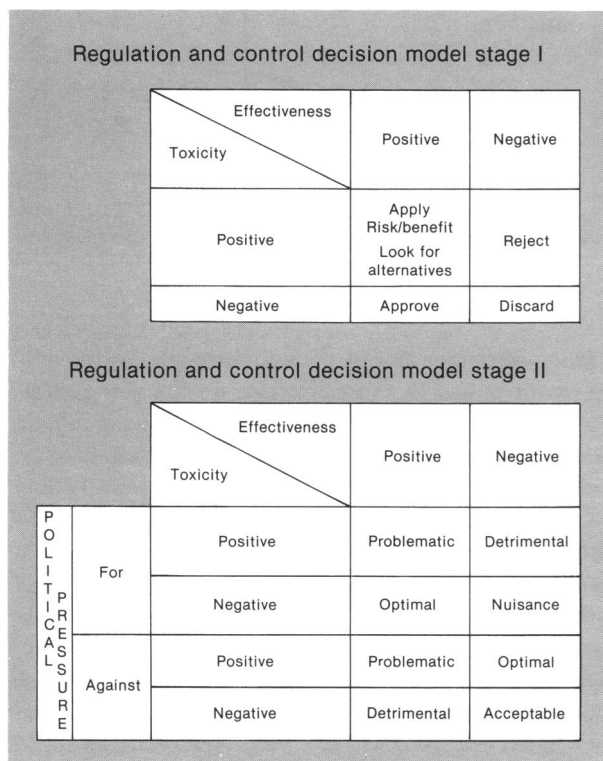 Regulation and control decision model stage I
Effectiveness
Toxicity
Positive
Negative
Positive
Apply
Risk/benefit
Look for
alternatives
Reject
Negative
Approve
Discard
Regulation and control decision model stage II
Effectiveness
Toxicity
Positive
Negative
POLITICAL
PRESSURE
For
Positive
Problematic
Detrimental
Negative
Optimal
Nuisance
Against
Positive
Problematic
Optimal
Negative
Detrimental
Acceptable